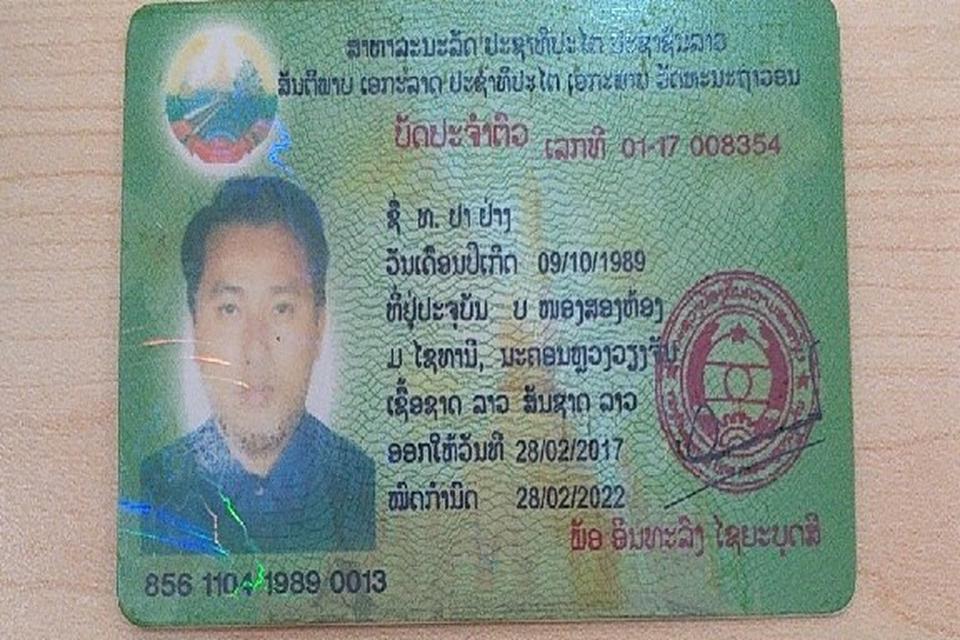 ສາທາລະນະລັດ ປະຊາທິປະໄຕ ປະຊາຊົນລາວ
ສັນຕິພາບ ເອກະລາດ ປະຊາທິປະໄຕ ເອກະພາບ ວັດທະນະຖາວອນ
ບັດປະຈຳຕົວ ເລກທີ 01-17 008354
ຊື່ ທ. ປາ ຢ່າງ
ວັນເດືອນປີເກີດ 09/10/1989
ທີ່ຢູ່ປະຈຸບັນ ບ ໜອງສອງຫ້ອງ
ມ ໄຊທານີ, ນະຄອນຫຼວງວຽງຈັນ
ເຊື້ອຊາດ ລາວ ສັນຊາດ ລາວ
ອອກໃຫ້ວັນທີ 28/02/2017
ໝົດກຳນົດ 28/02/2022
ພັອ ອິນທະລົງ ໄຊຍະບຸດສີ
856 1104 1989 0013